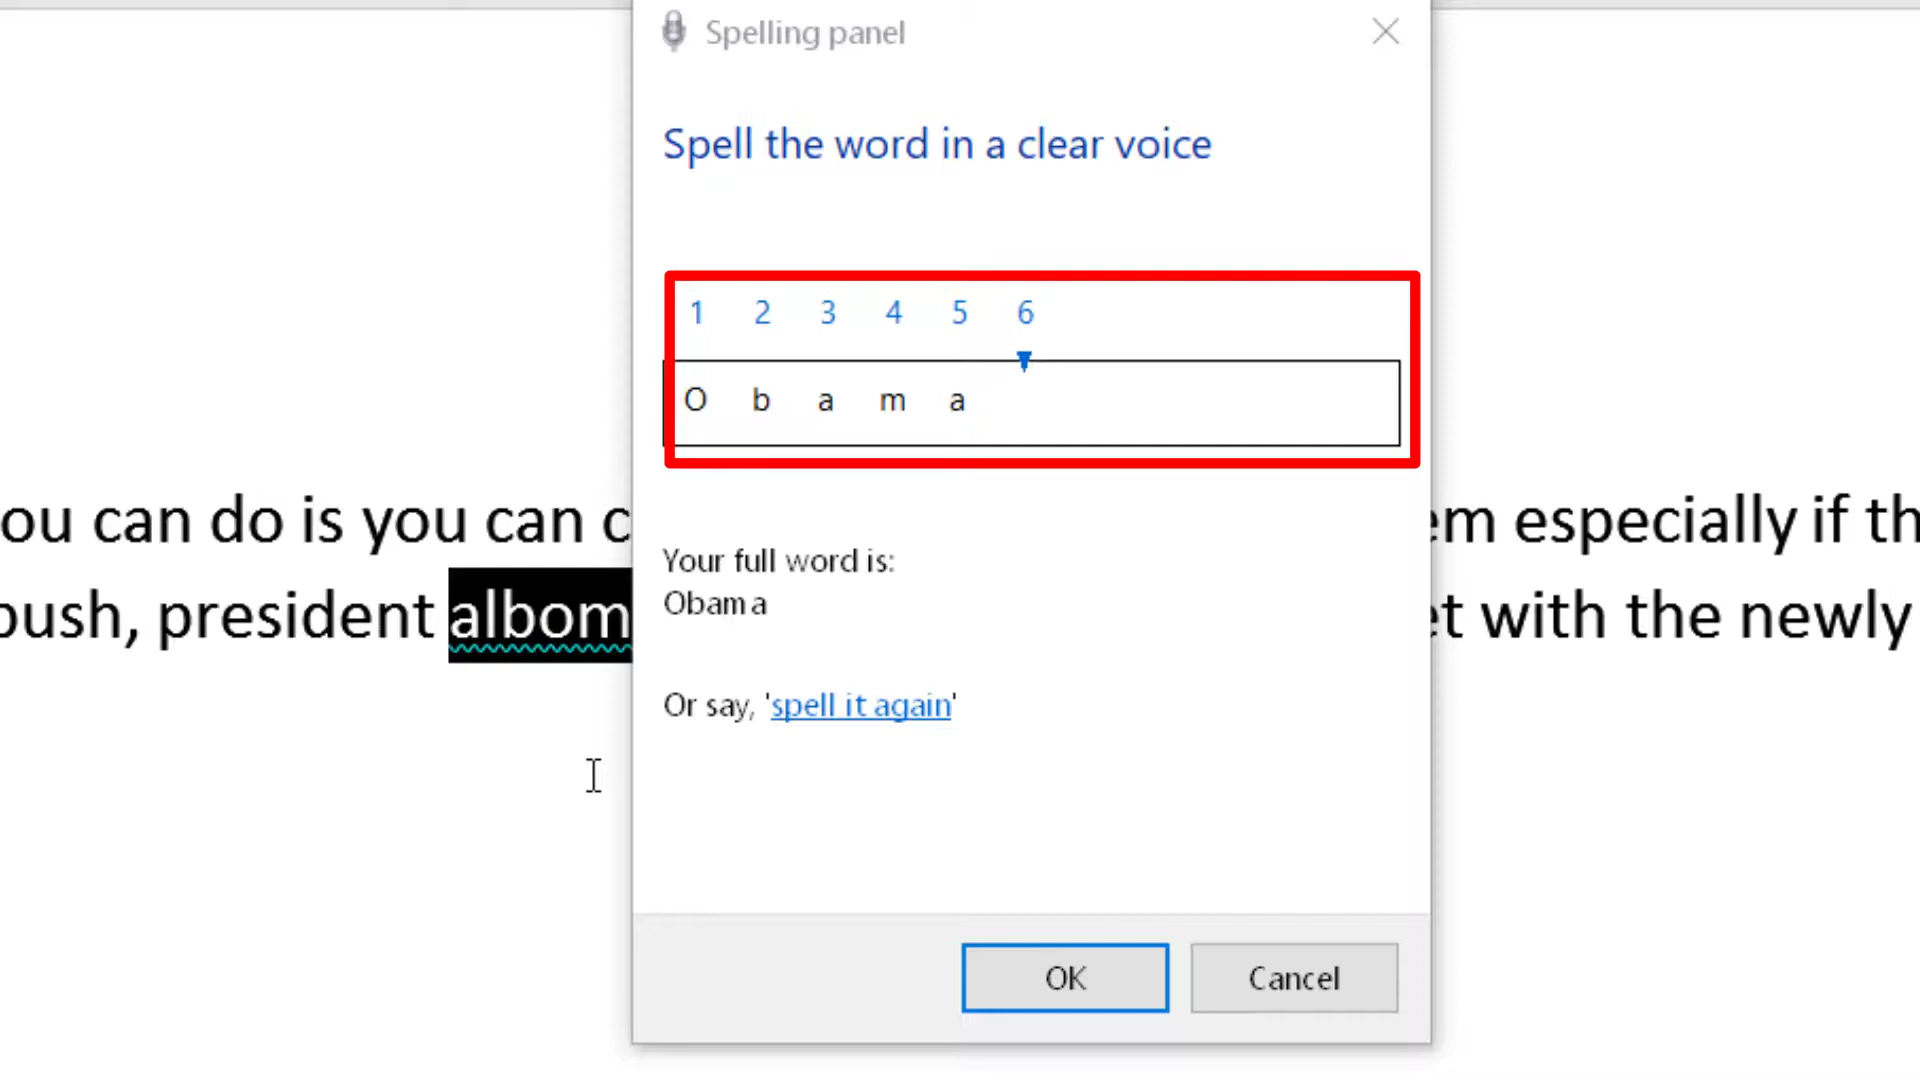 Spelling panel
Spell the word in a clear voice
1 2 3 4 5 6
O b a m a
ou can do is you can c
em especially if th
Your full word is:
Obama
bush, president albom
et with the newly
Or say, 'spell it again'
OK Cancel